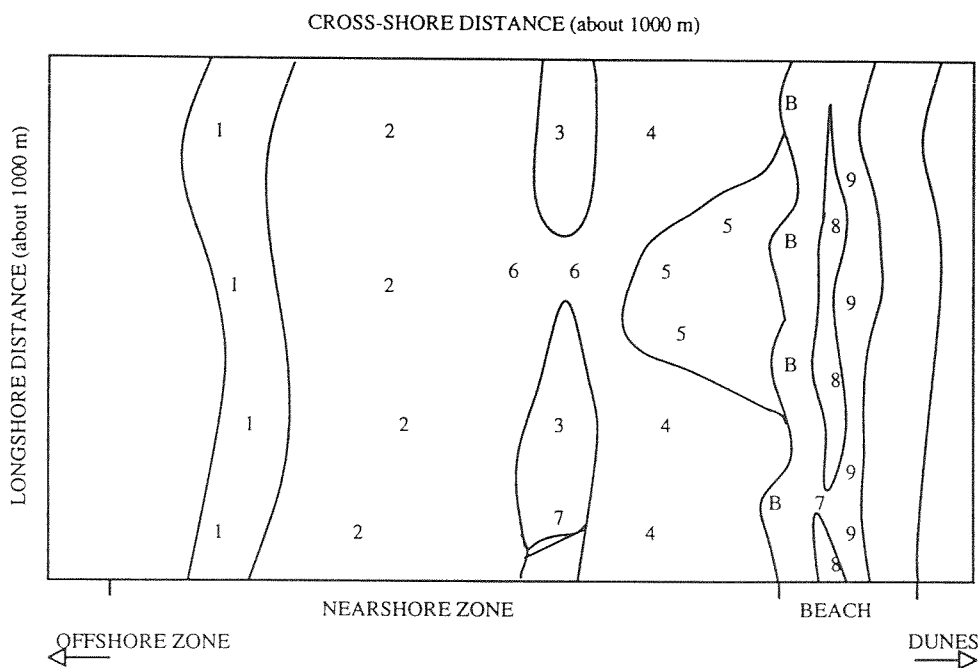 CROSS-SHORE DISTANCE (about 1000 m)
LONGSHORE DISTANCE (about 1000 m)
B
1 2 3 4
9
5 8
B
6 6 5
1 2
9
5
B 8
1 2 3 4
9
B 7
7
1 2 4 9
8
NEARSHORE ZONE BEACH
OFFSHORE ZONE DUNES